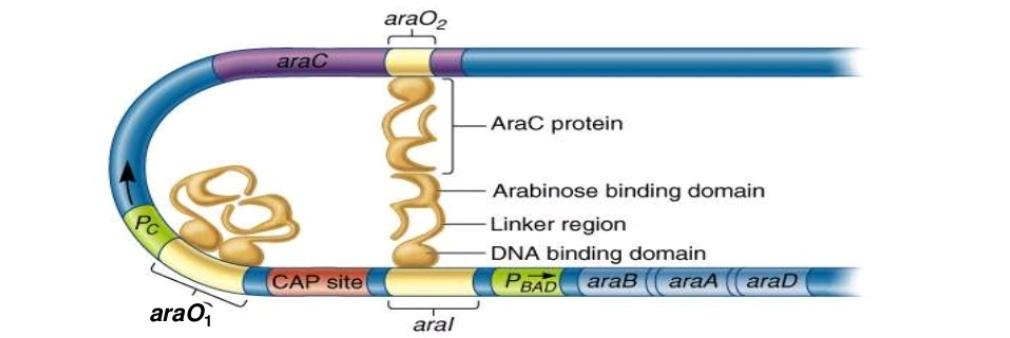 araO2
araC
AraC protein
Arabinose binding domain
Linker region
DNA binding domain
PC
CAP site
PBAD
araB
araA
araD
araO1
araI